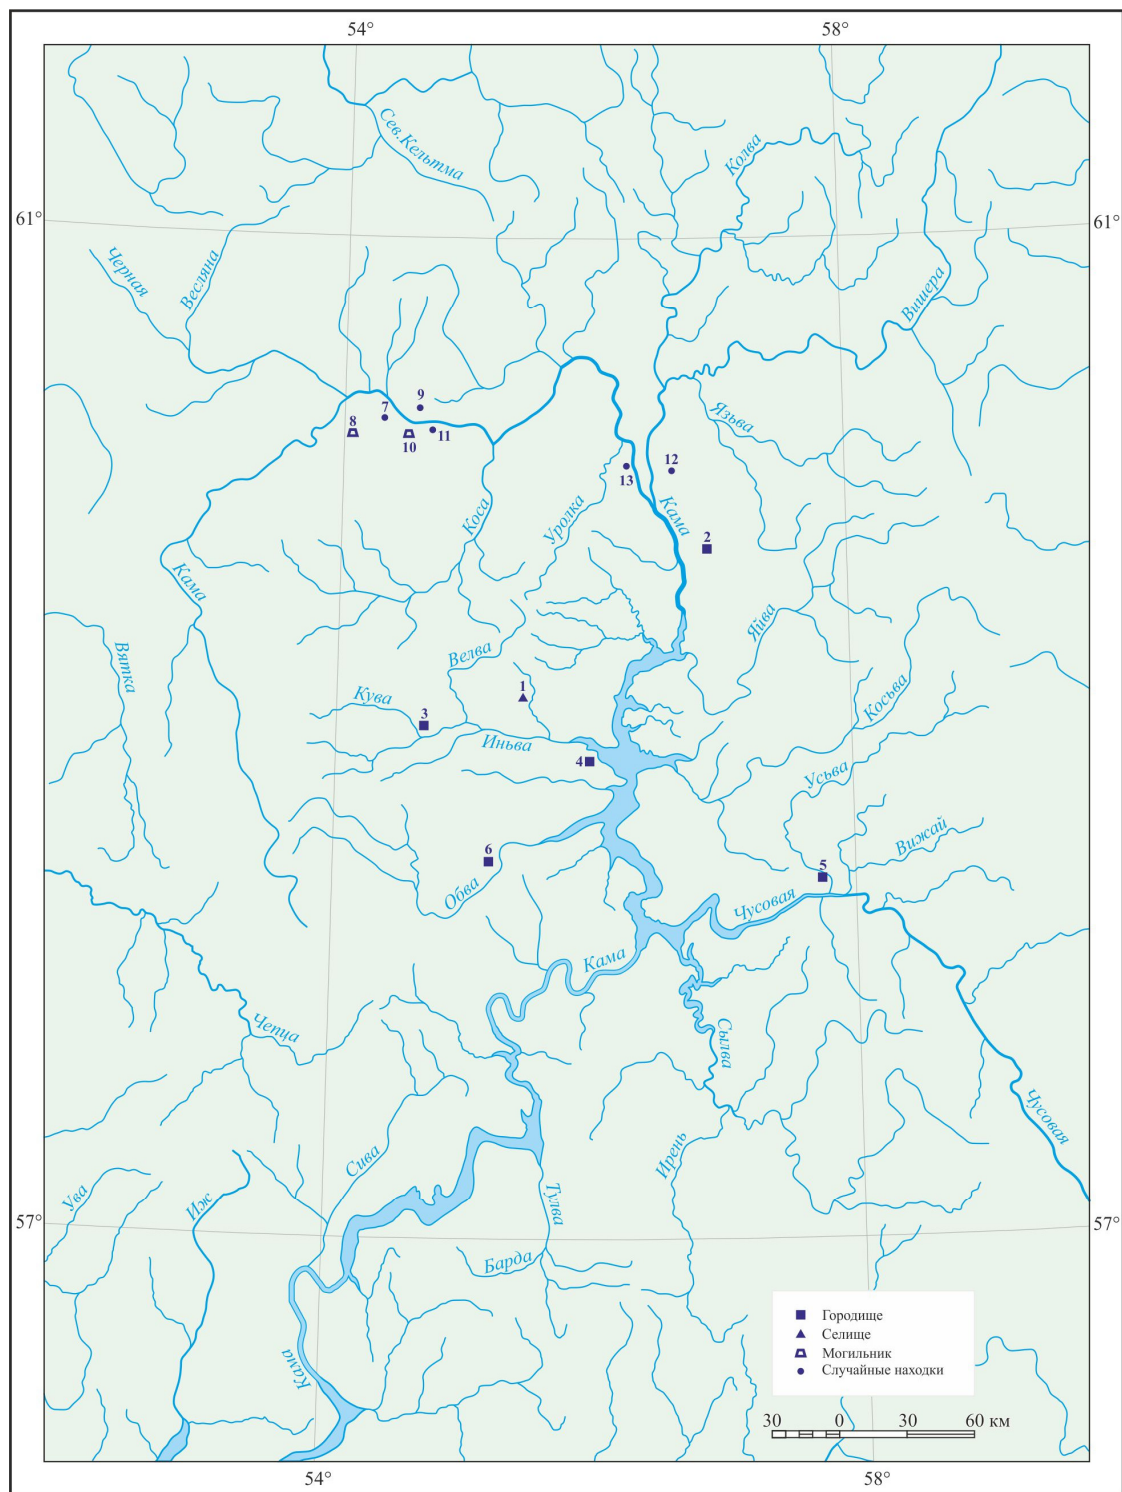 54°
58°
Сев.Кельтма
Колва
61°
61°
Черная
Весляна
Вишера
9
7
8
11
10
Язьва
12
13
Коса
Уролка
Кама
2
Кама
Яйва
Вятка
Велва
1
Кува
Косьва
3
Иньва
4
Усьва
Вижай
6
5
Обва
Чусовая
Кама
Чепца
Сылва
Чусовая
Сива
Ирень
Ува
Иж
Тулва
57°
57°
Барда
Кама
Городище
Селище
Могильник
Случайные находки
30 0 30 60 км
54°
58°